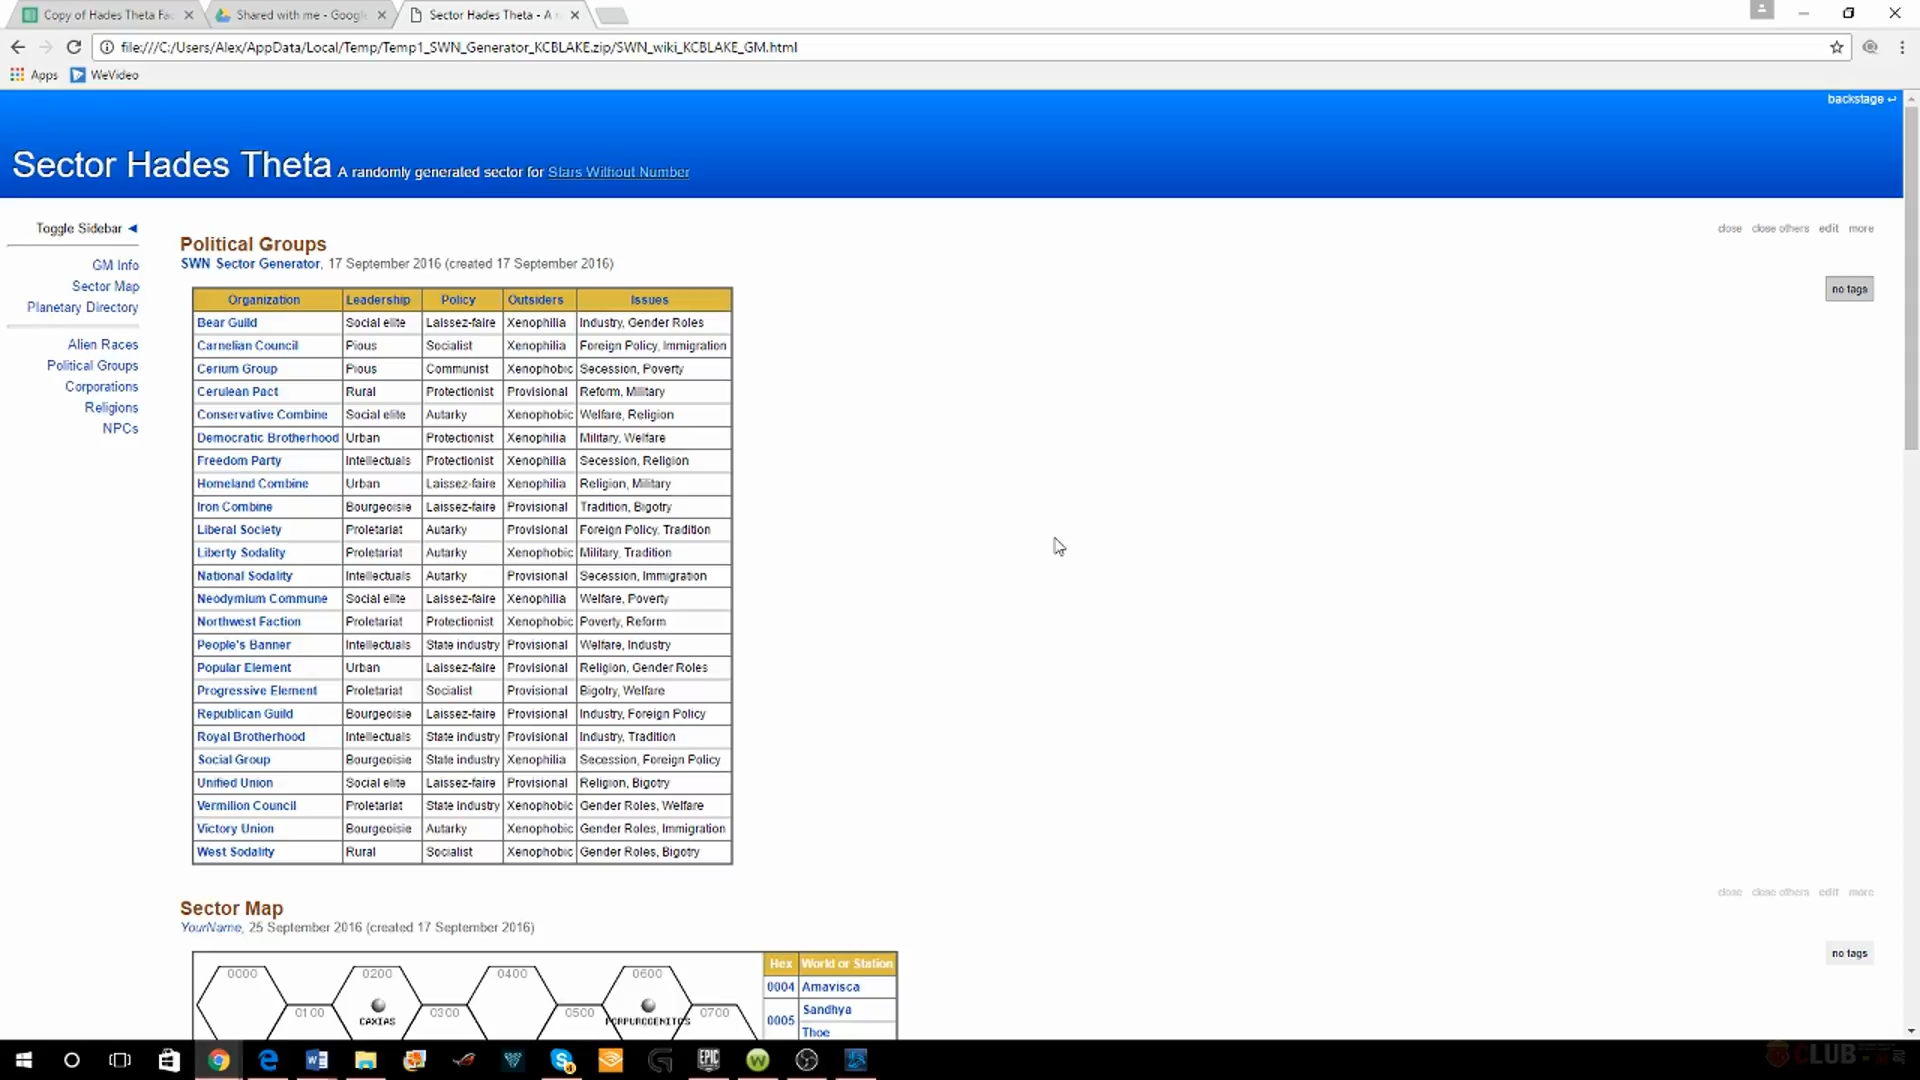 Copy of Hades Theta Fac
Shared with me - Google
Sector Hades Theta - A
file:///C:/Users/Alex/AppData/Local/Temp/Temp1_SWN_Generator_KCBLAKE.zip/SWN_wiki_KCBLAKE_GM.html
Apps WeVideo
backstage ↵
Sector Hades Theta A randomly generated sector for Stars Without Number
Toggle Sidebar ◀
GM Info
Sector Map
Planetary Directory
Alien Races
Political Groups
Corporations
Religions
NPCs
close close others edit more
Political Groups
SWN Sector Generator, 17 September 2016 (created 17 September 2016)
no tags
Organization Leadership Policy Outsiders Issues
Bear Guild Social elite Laissez-faire Xenophilia Industry, Gender Roles
Carnelian Council Pious Socialist Xenophilia Foreign Policy, Immigration
Cerium Group Pious Communist Xenophobic Secession, Poverty
Cerulean Pact Rural Protectionist Provisional Reform, Military
Conservative Combine Social elite Autarky Xenophobic Welfare, Religion
Democratic Brotherhood Urban Protectionist Xenophilia Military, Welfare
Freedom Party Intellectuals Protectionist Xenophilia Secession, Religion
Homeland Combine Urban Laissez-faire Xenophilia Religion, Military
Iron Combine Bourgeoisie Laissez-faire Provisional Tradition, Bigotry
Liberal Society Proletariat Autarky Provisional Foreign Policy, Tradition
Liberty Sodality Proletariat Autarky Xenophobic Military, Tradition
National Sodality Intellectuals Autarky Provisional Secession, Immigration
Neodymium Commune Social elite Laissez-faire Xenophilia Welfare, Poverty
Northwest Faction Proletariat Protectionist Xenophobic Poverty, Reform
People's Banner Intellectuals State industry Provisional Welfare, Industry
Popular Element Urban Laissez-faire Provisional Religion, Gender Roles
Progressive Element Proletariat Socialist Provisional Bigotry, Welfare
Republican Guild Bourgeoisie Laissez-faire Provisional Industry, Foreign Policy
Royal Brotherhood Intellectuals State industry Provisional Industry, Tradition
Social Group Bourgeoisie State industry Xenophilia Secession, Foreign Policy
Unified Union Social elite Laissez-faire Provisional Religion, Bigotry
Vermilion Council Proletariat State industry Xenophobic Gender Roles, Welfare
Victory Union Bourgeoisie Autarky Xenophobic Gender Roles, Immigration
West Sodality Rural Socialist Xenophobic Gender Roles, Bigotry
close close others edit more
Sector Map
YourName, 25 September 2016 (created 17 September 2016)
no tags
Hex World or Station
0000 0200 0400 0600
0004 Amavisca
0100 0300 0500 0700
0005 Sandhya
CAXIAS PORPUROGENITOS
Thoe
EPIC
CLUB